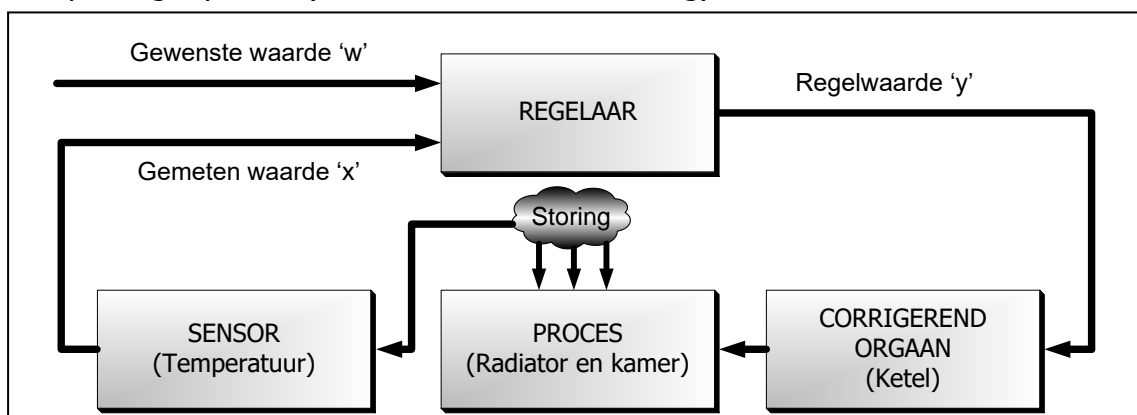 Gewenste waarde ‘w’
REGELAAR
Regelwaarde ‘y’
Gemeten waarde ‘x’
Storing
SENSOR
(Temperatuur)
PROCES
(Radiator en kamer)
CORRIGEREND
ORGAAN
(Ketel)